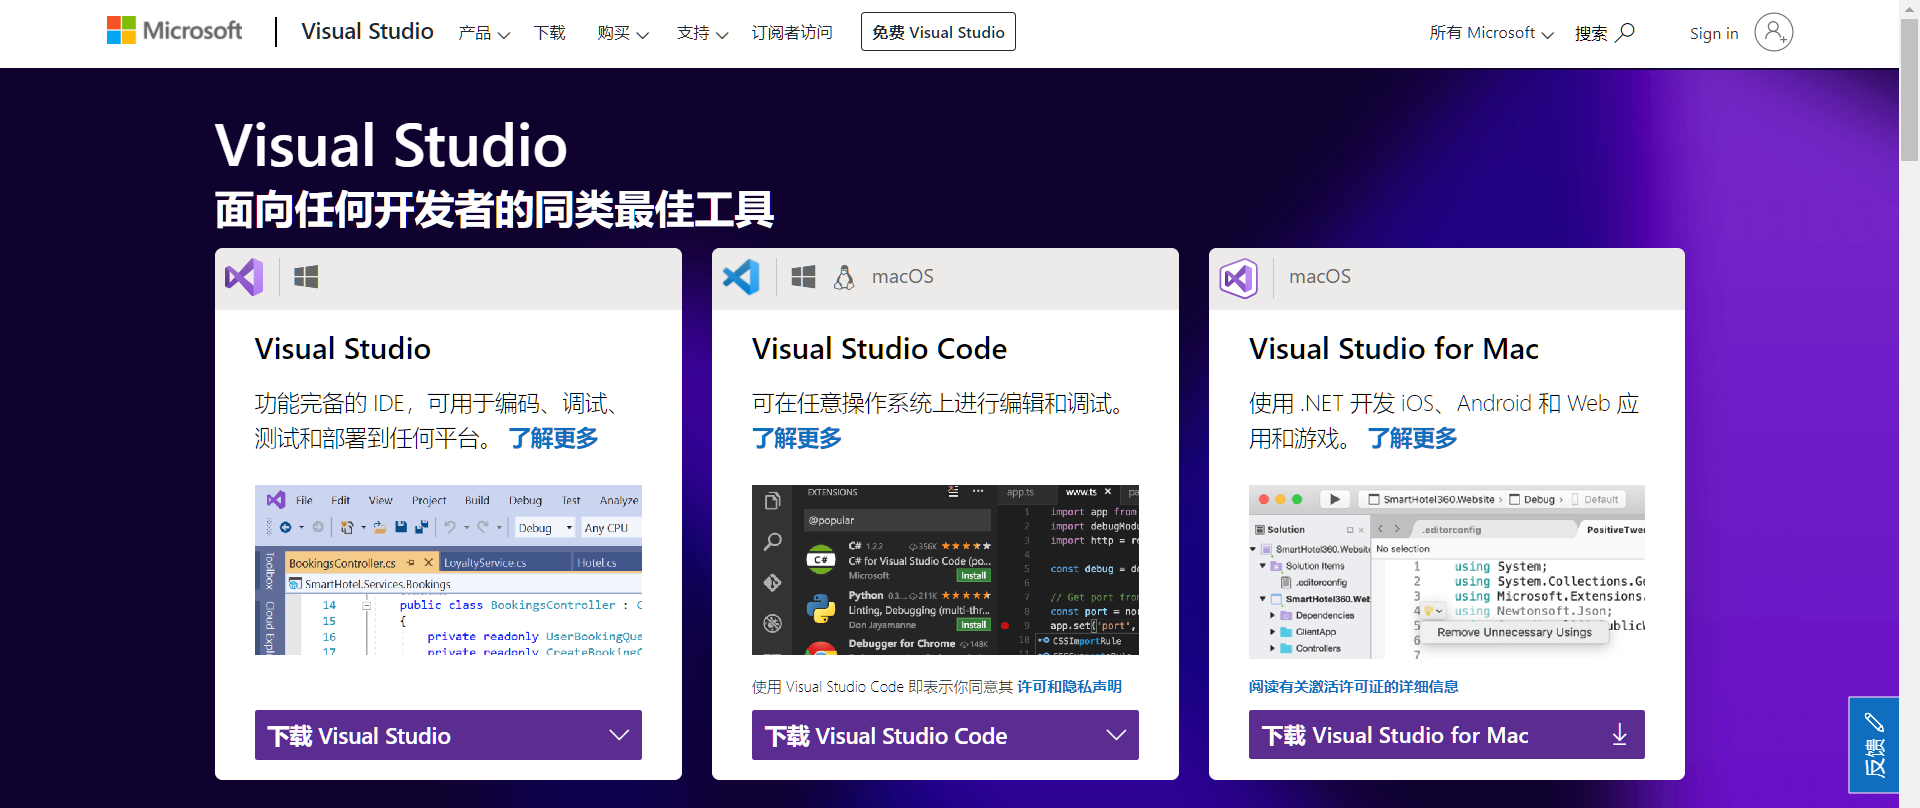 Microsoft
Visual Studio
产品
下载
购买
支持
订阅者访问
免费 Visual Studio
所有 Microsoft
搜索
Sign in
Visual Studio
面向任何开发者的同类最佳工具
Visual Studio
功能完备的 IDE，可用于编码、调试、
测试和部署到任何平台。 了解更多
File Edit View Project Build Debug Test Analyze
Debug Any CPU
Toolbox
Cloud Explo
BookingsController.cs LoyaltyService.cs Hotel.cs
SmartHotel.Services.Bookings
14 public class BookingsController : C
15 {
16 private readonly UserBookingQue
17 private readonly CreateBookingC
下载 Visual Studio
macOS
Visual Studio Code
可在任意操作系统上进行编辑和调试。
了解更多
EXTENSIONS
@popular
C# 1.2.2 356K
C# for Visual Studio Code (po...
Microsoft Install
Python 0.3.... 211K
Linting, Debugging (multi-thr...
Don Jayamanne Install
Debugger for Chrome 148K
app.ts www.ts pa
1 import app from
2 import debugModu
3 import http = re
4
5 const debug = de
6
7 // Get port from
8 const port = nor
9 app.set('port',
10 CSSImportRule
11
使用 Visual Studio Code 即表示你同意其 许可和隐私声明
下载 Visual Studio Code
macOS
Visual Studio for Mac
使用 .NET 开发 iOS、Android 和 Web 应
用和游戏。 了解更多
SmartHotel360.Website › Debug › Default
Solution
SmartHotel360.Website
Solution Items
.editorconfig
SmartHotel360.Web
Dependencies
ClientApp
Controllers
.editorconfig PositiveTwee
No selection
1 using System;
2 using System.Collections.Ge
3 using Microsoft.Extensions.
4 using Newtonsoft.Json;
5
6
7
Remove Unnecessary Usings
阅读有关激活许可证的详细信息
下载 Visual Studio for Mac
反馈